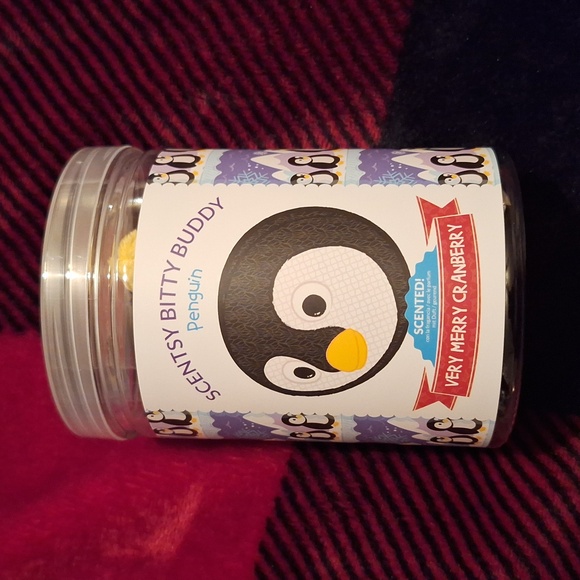 SCENTSY BITTY BUDDY
Penguin
SCENTED!
VERY MERRY CRANBERRY